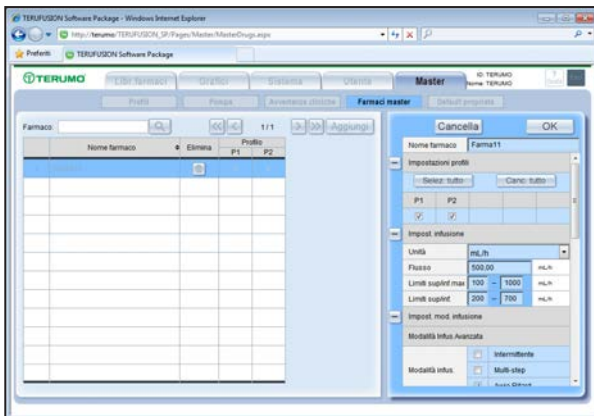 TERUFUSION Software Package - Windows Internet Explorer
http://terumo/TERUFUSION_SP/Pages/Master/MasterDrugs.aspx
Preferiti TERUFUSION Software Package
TERUMO Libri farmaci Grafici Sistema Utente Master ID: TERUMO
Nome: TERUMO
Profili Pompa Avvertenze cliniche Farmaci master Default proprietà
Farmaco: << < 1/1 > >> Aggiungi
Nome farmaco Elimina Profilo
P1 P2
1
Cancella OK
Nome farmaco Farma11
Impostazioni profili
Selez. tutto Canc. tutto
P1 P2
Impost. infusione
Unità mL/h
Flusso 500,00 mL/h
Limiti sup/inf max 100 ~ 1000 mL/h
Limiti sup/inf. 200 ~ 700 mL/h
Impost. mod. infusione
Modalità Infus.Avanzata
Intermittente
Modalità infus. Multi-step